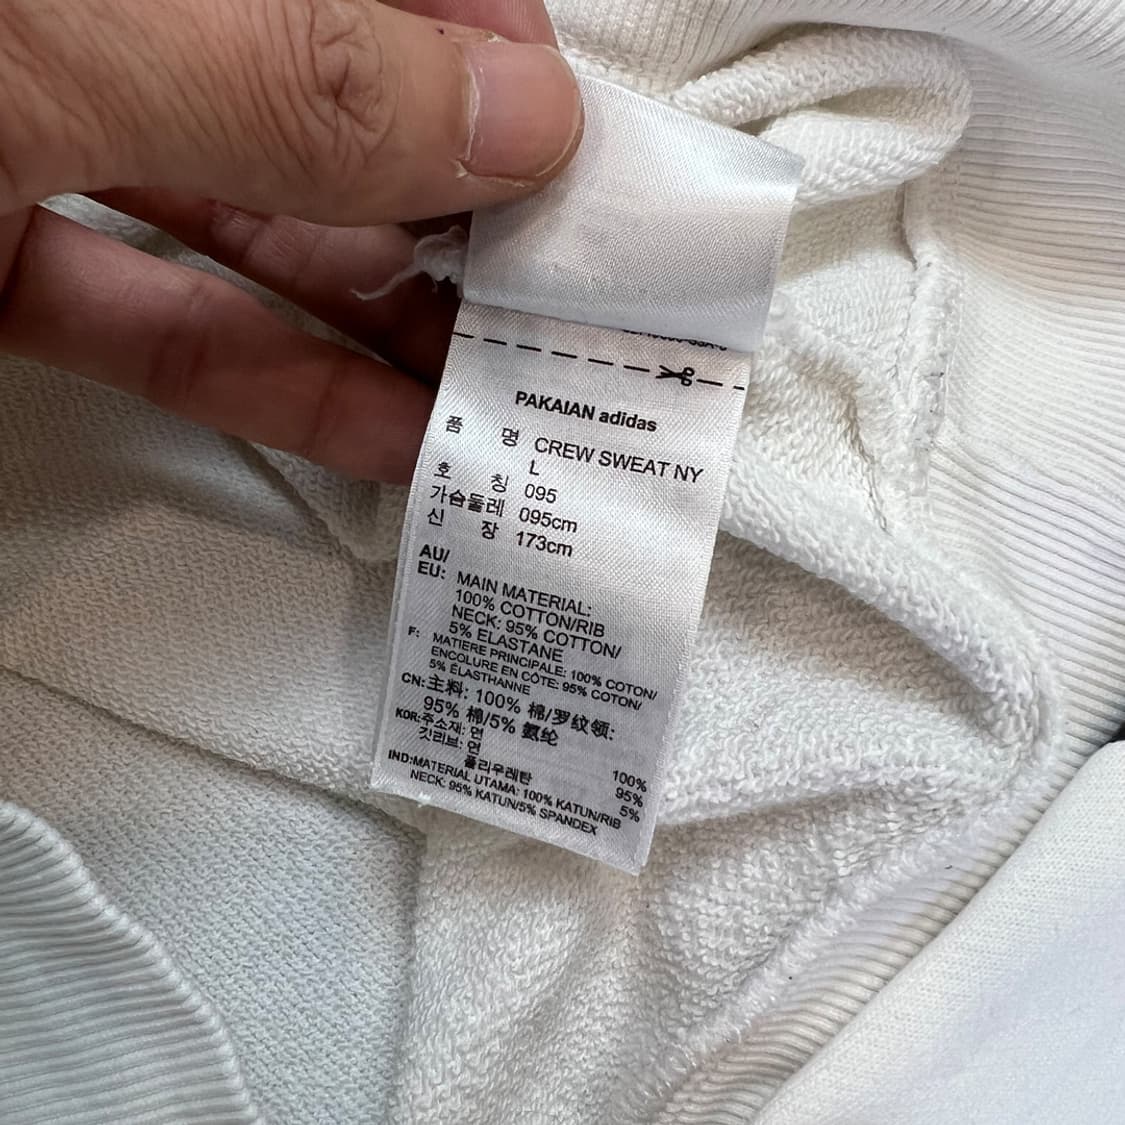 PAKAIAN adidas
품 명 CREW SWEAT NY
L
호 칭 095
가슴둘레 095cm
신 장 173cm
AU/
EU: MAIN MATERIAL:
100% COTTON/RIB
NECK: 95% COTTON/
5% ELASTANE
F: MATIERE PRINCIPALE: 100% COTON/
ENCOLURE EN CÔTE: 95% COTON/
5% ÉLASTHANNE
CN: 主料: 100% 棉/罗纹领:
95% 棉/5% 氨纶
KOR: 주소재: 면 100%
깃리브: 면 95%
폴리우레탄 5%
IND: MATERIAL UTAMA: 100% KATUN/RIB
NECK: 95% KATUN/5% SPANDEX